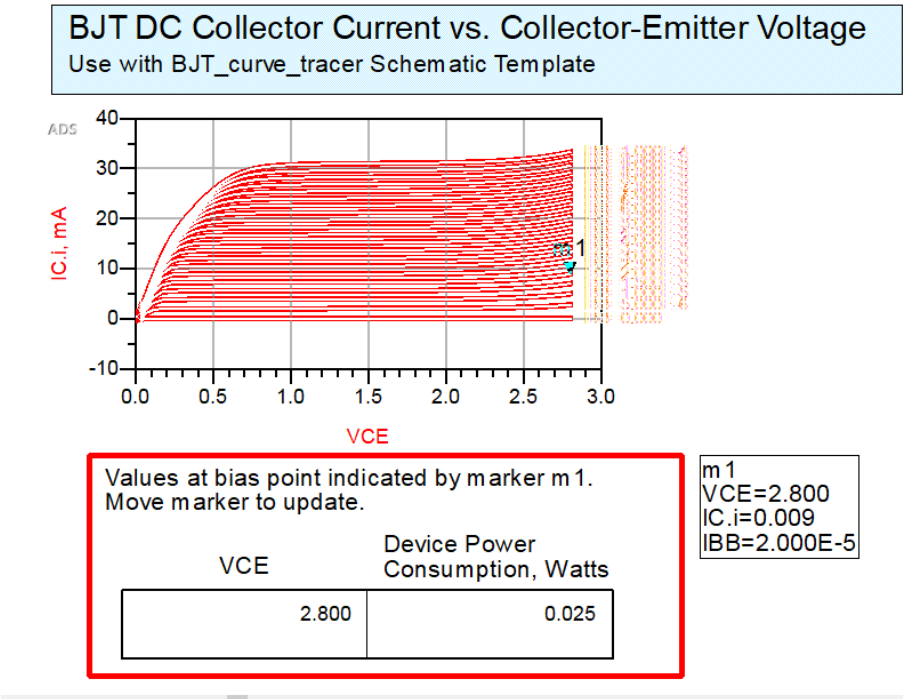 BJT DC Collector Current vs. Collector-Emitter Voltage
Use with BJT_curve_tracer Schematic Template
ADS
40
30
20
10
0
-10
IC.i, mA
m1
0.0 0.5 1.0 1.5 2.0 2.5 3.0
VCE
Values at bias point indicated by marker m1.
Move marker to update.
VCE
Device Power
Consumption, Watts
2.800 0.025
m1
VCE=2.800
IC.i=0.009
IBB=2.000E-5